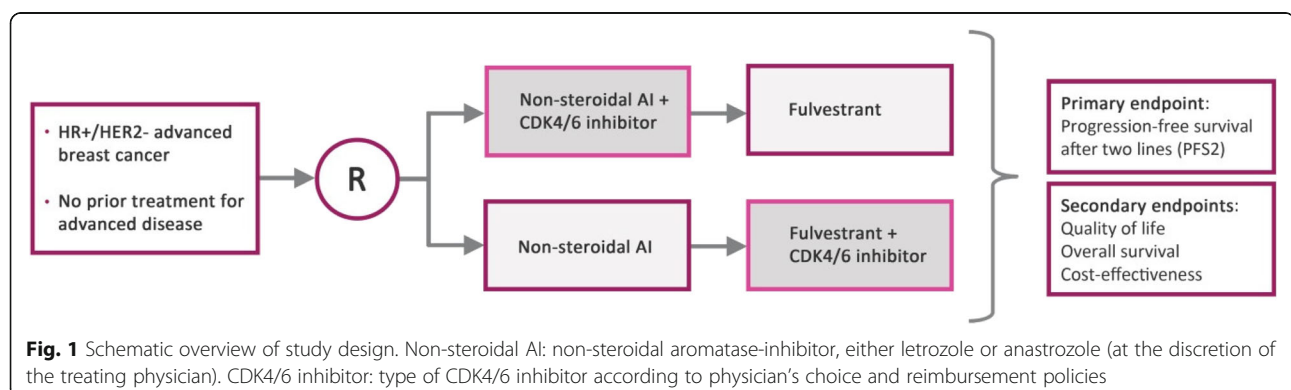 • HR+/HER2- advanced
breast cancer
• No prior treatment for
advanced disease
R
Non-steroidal AI +
CDK4/6 inhibitor
Fulvestrant
Non-steroidal AI
Fulvestrant +
CDK4/6 inhibitor
Primary endpoint:
Progression-free survival
after two lines (PFS2)
Secondary endpoints:
Quality of life
Overall survival
Cost-effectiveness
Fig. 1 Schematic overview of study design. Non-steroidal AI: non-steroidal aromatase-inhibitor, either letrozole or anastrozole (at the discretion of
the treating physician). CDK4/6 inhibitor: type of CDK4/6 inhibitor according to physician's choice and reimbursement policies